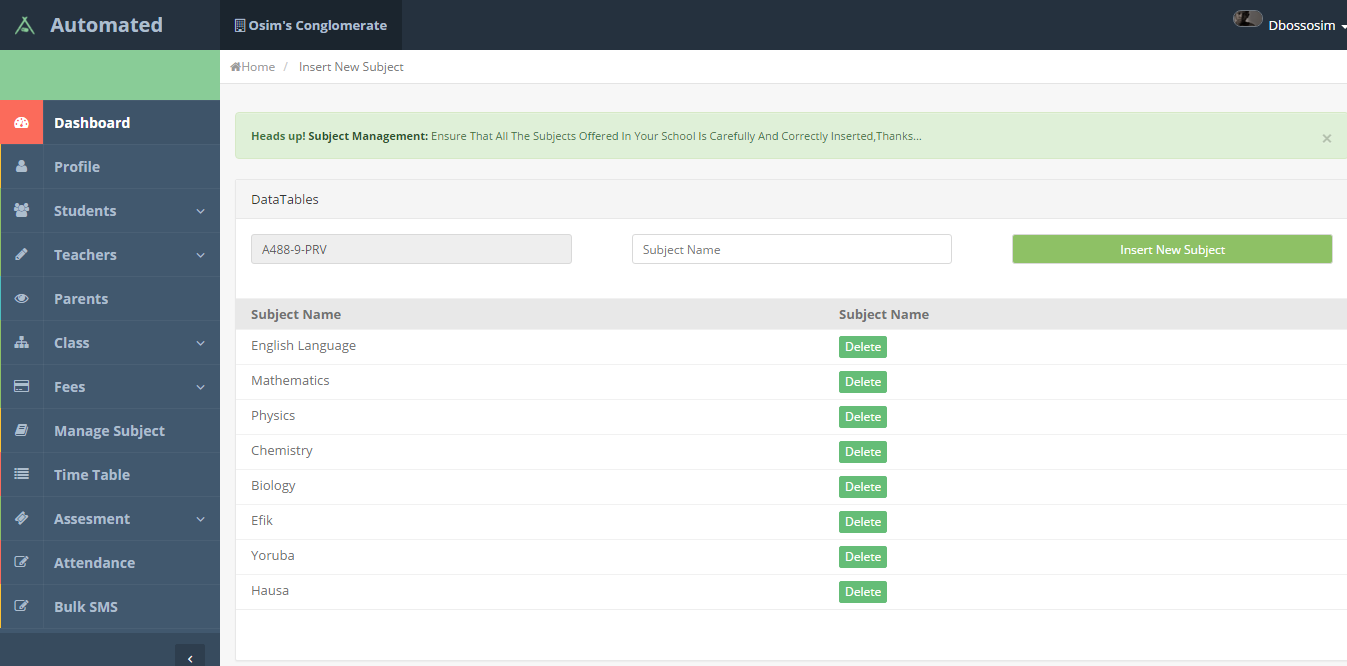 Automated
Osim's Conglomerate
Dbossosim
Home / Insert New Subject
Dashboard
Profile
Students
Teachers
Parents
Class
Fees
Manage Subject
Time Table
Assesment
Attendance
Bulk SMS
Heads up! Subject Management: Ensure That All The Subjects Offered In Your School Is Carefully And Correctly Inserted,Thanks...
×
DataTables
A488-9-PRV
Subject Name
Insert New Subject
Subject Name Subject Name
English Language Delete
Mathematics Delete
Physics Delete
Chemistry Delete
Biology Delete
Efik Delete
Yoruba Delete
Hausa Delete